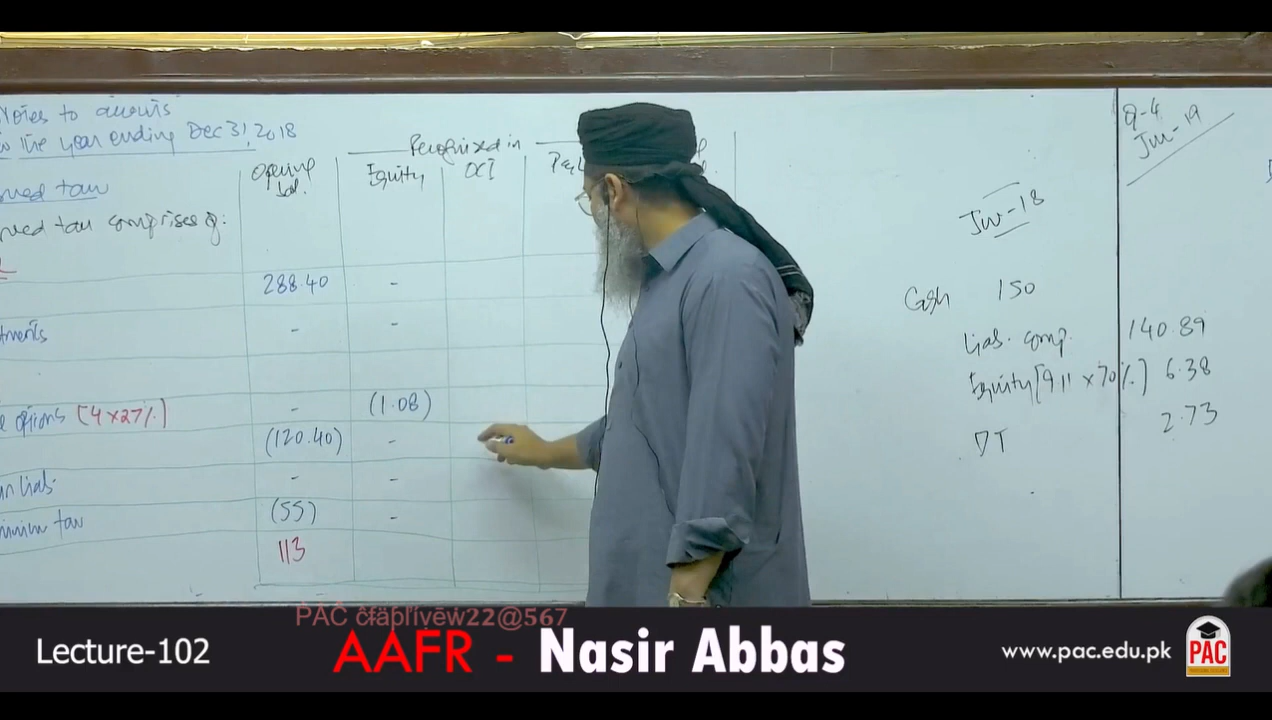 Notes to accounts
the year ending Dec 31, 2018
Recognized in
Opening
bal.
Equity
OCI
tax
tax comprises of:
288.40 -
- -
options [4 x 27%] - (1.08)
(120.40) -
Liab. - -
tax (55) -
113
Jun-18
Cash 150
Liab. comp. 140.89
Equity [9.11 x 70%] 6.38
DT 2.73
Q-4
Jun-19
Lecture-102
AAFR - Nasir Abbas
www.pac.edu.pk
PAC